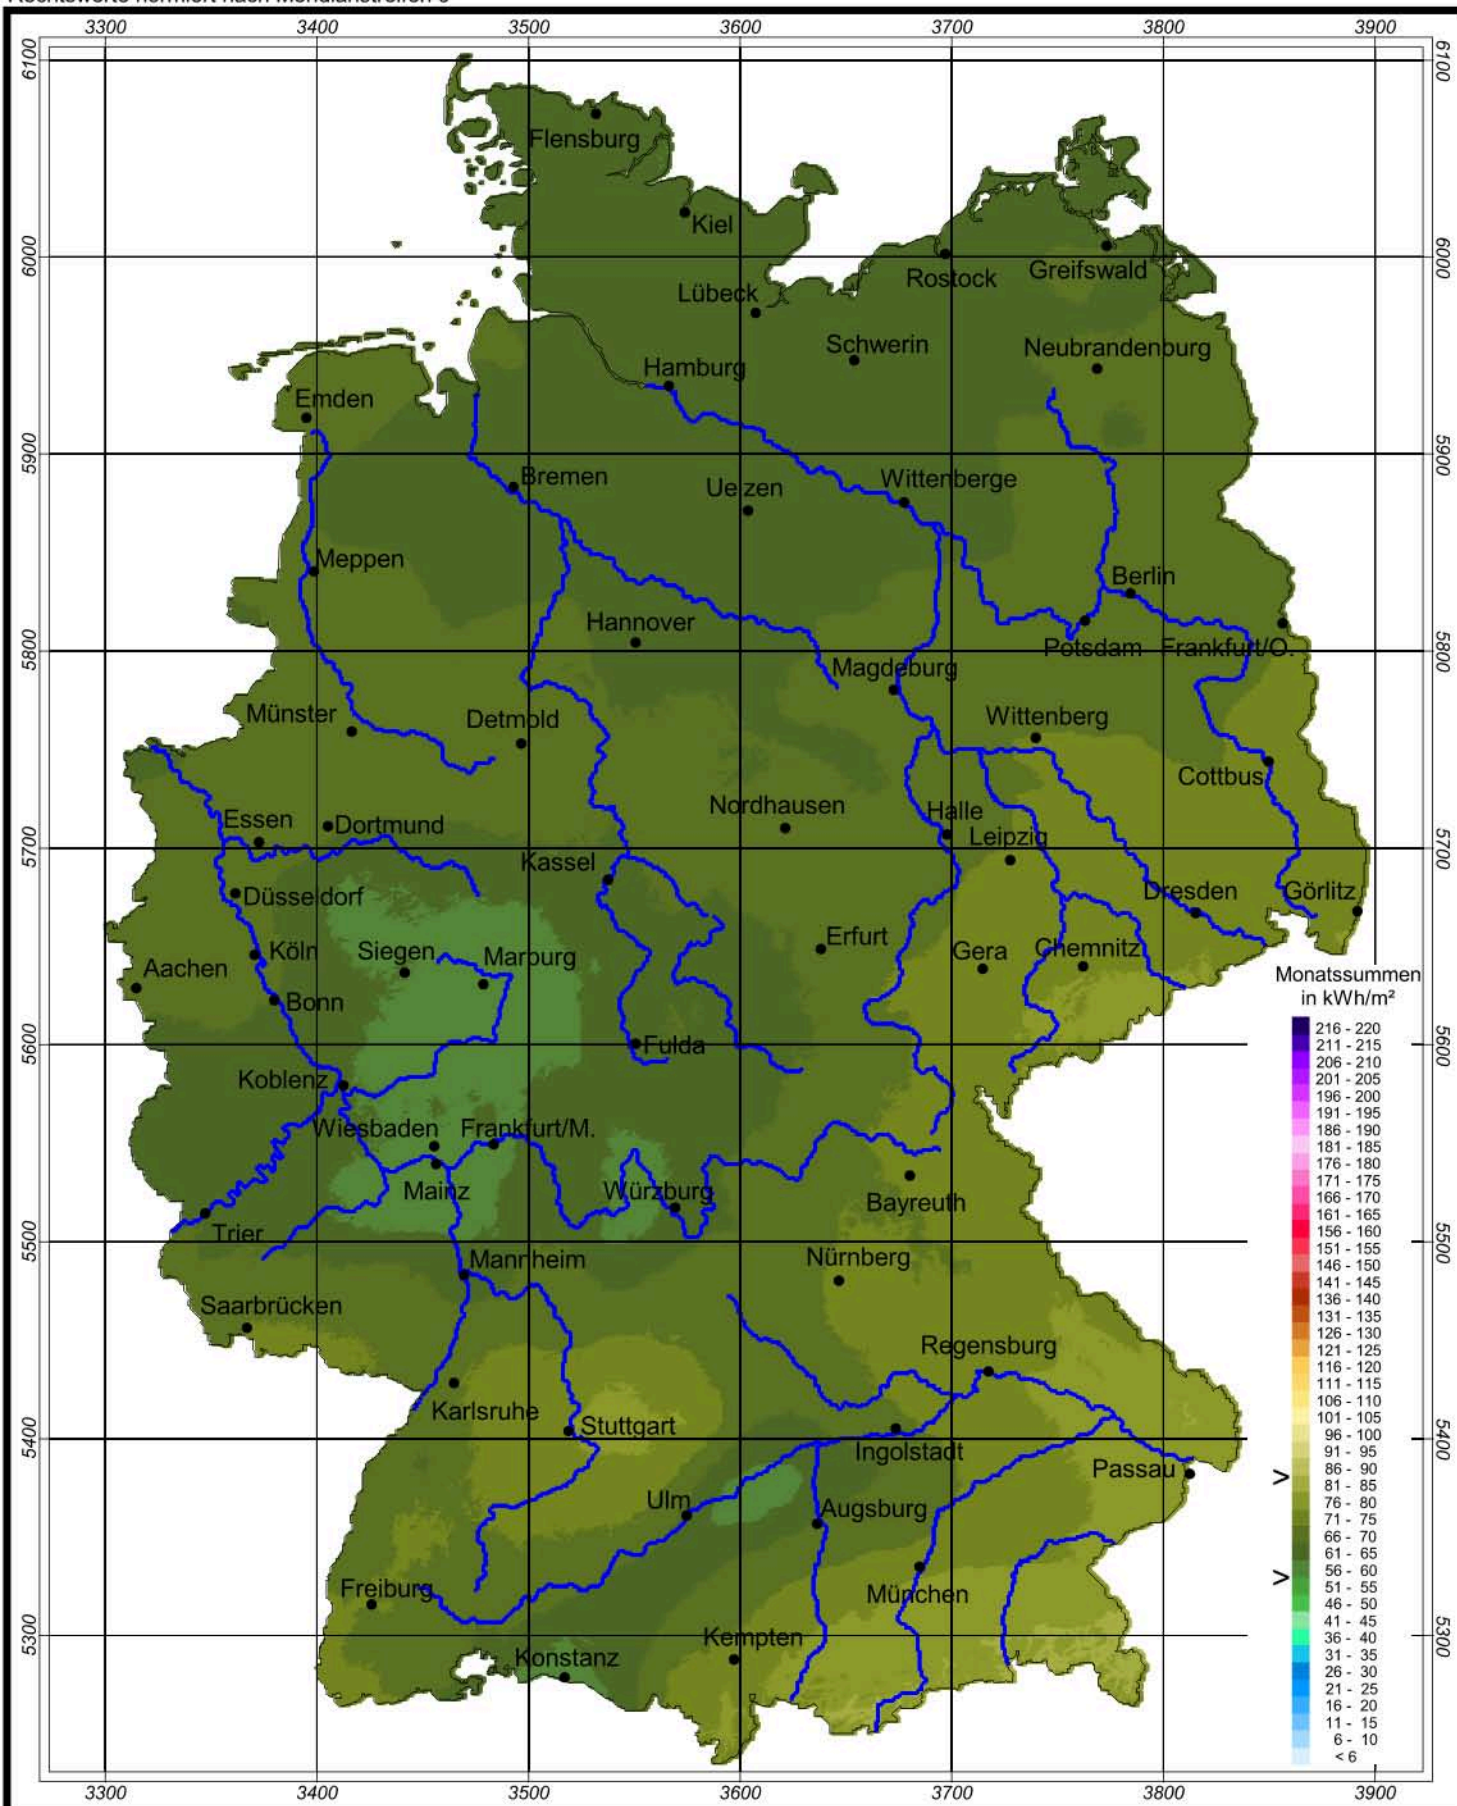 3300 3400 3500 3600 3700 3800 3900
6100 6100
Flensburg
Kiel
6000 6000
Rostock Greifswald
Lübeck
Schwerin Neubrandenburg
Hamburg
Emden
5900 5900
Bremen Uelzen Wittenberge
Meppen
Berlin
Hannover
5800 Potsdam Frankfurt/O. 5800
Magdeburg
Münster Detmold Wittenberg
Cottbus
Nordhausen Halle
Essen Dortmund Leipzig
5700 5700
Kassel
Düsseldorf Dresden Görlitz
Köln Siegen Marburg Erfurt Gera Chemnitz
Aachen
Bonn
5600 Fulda 5600
Koblenz
Wiesbaden Frankfurt/M.
Mainz Würzburg Bayreuth
Trier
5500 5500
Mannheim Nürnberg
Saarbrücken
Regensburg
Karlsruhe Stuttgart
5400 5400
Ingolstadt
Passau
Ulm Augsburg
Freiburg München
5300 5300
Kempten
Konstanz
Monatssummen
in kWh/m²
216 - 220
211 - 215
206 - 210
201 - 205
196 - 200
191 - 195
186 - 190
181 - 185
176 - 180
171 - 175
166 - 170
161 - 165
156 - 160
151 - 155
146 - 150
141 - 145
136 - 140
131 - 135
126 - 130
121 - 125
116 - 120
111 - 115
106 - 110
101 - 105
96 - 100
91 - 95
> 86 - 90
81 - 85
76 - 80
71 - 75
66 - 70
61 - 65
> 56 - 60
51 - 55
46 - 50
41 - 45
36 - 40
31 - 35
26 - 30
21 - 25
16 - 20
11 - 15
6 - 10
< 6
3300 3400 3500 3600 3700 3800 3900